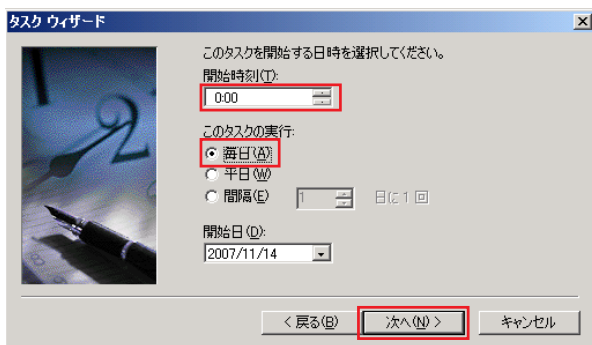 タスク ウィザード
このタスクを開始する日時を選択してください。
開始時刻(T):
0:00
このタスクの実行:
毎日(A)
平日(W)
間隔(E) 1 日に 1 回
開始日(D):
2007/11/14
< 戻る(B) 次へ(N) > キャンセル